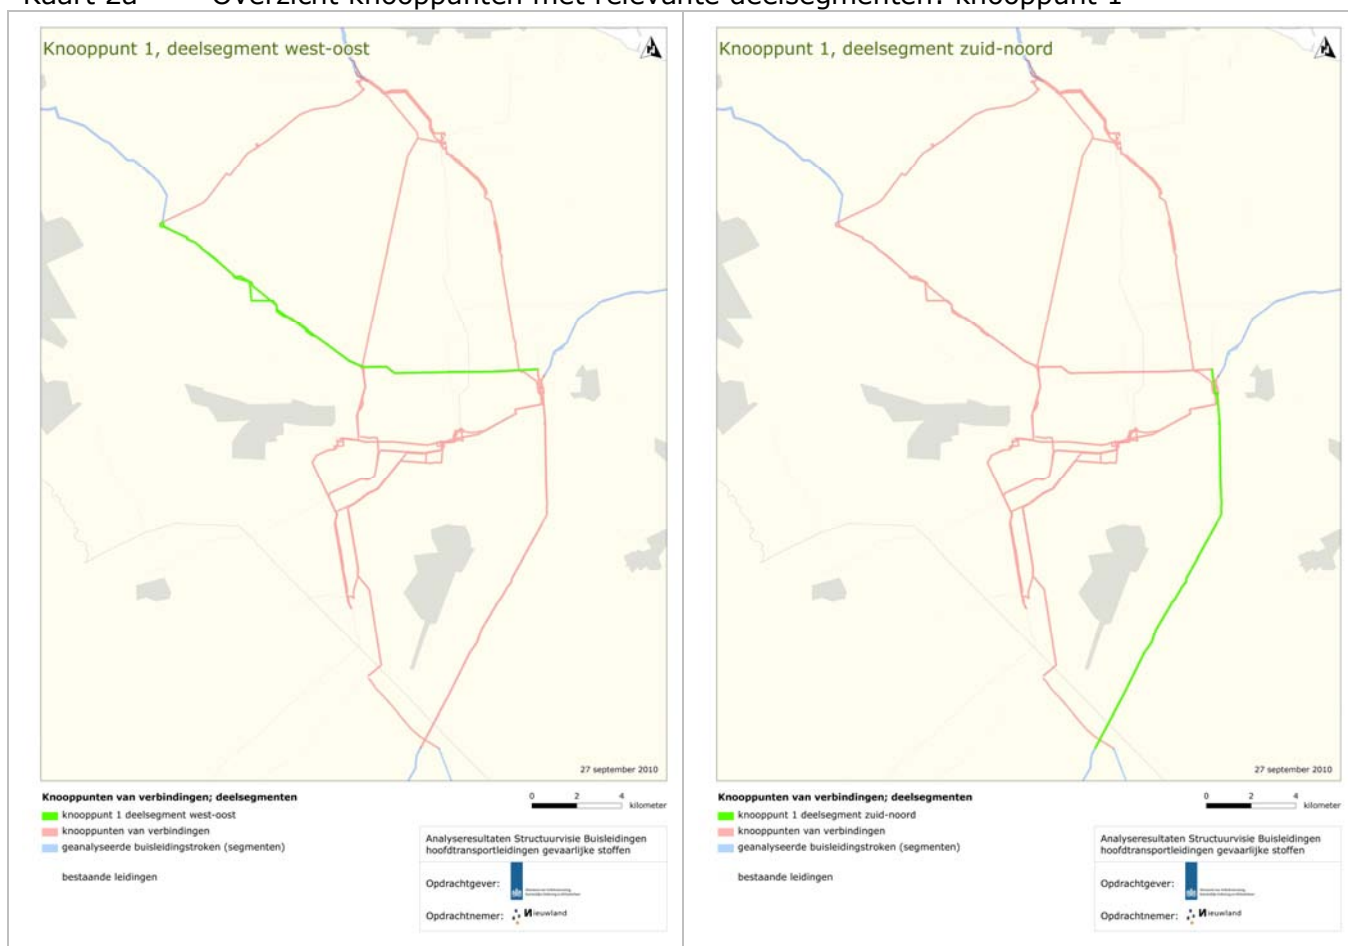 Kaart 2a Overzicht knooppunten met relevante deelsegmenten: knooppunt 1
Knooppunt 1, deelsegment west-oost
27 september 2010
Knooppunten van verbindingen; deelsegmenten
0 2 4
kilometer
knooppunt 1 deelsegment west-oost
knooppunten van verbindingen
geanalyseerde buisleidingstroken (segmenten)
bestaande leidingen
Analyseresultaten Structuurvisie Buisleidingen
hoofdtransportleidingen gevaarlijke stoffen
Opdrachtgever:
Opdrachtnemer: Nieuwland
Knooppunt 1, deelsegment zuid-noord
27 september 2010
Knooppunten van verbindingen; deelsegmenten
0 2 4
kilometer
knooppunt 1 deelsegment zuid-noord
knooppunten van verbindingen
geanalyseerde buisleidingstroken (segmenten)
bestaande leidingen
Analyseresultaten Structuurvisie Buisleidingen
hoofdtransportleidingen gevaarlijke stoffen
Opdrachtgever:
Opdrachtnemer: Nieuwland